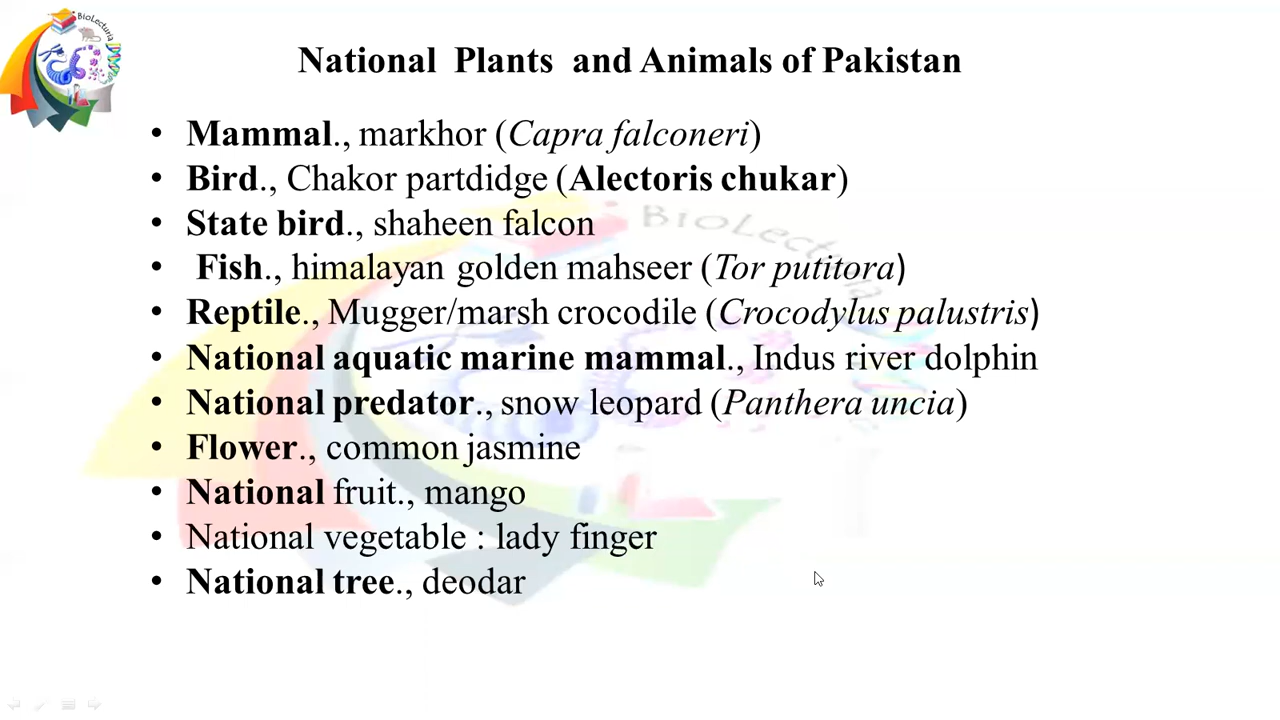 BioLecturia
National Plants and Animals of Pakistan
• Mammal., markhor (Capra falconeri)
• Bird., Chakor partdidge (Alectoris chukar)
• State bird., shaheen falcon
• Fish., himalayan golden mahseer (Tor putitora)
• Reptile., Mugger/marsh crocodile (Crocodylus palustris)
• National aquatic marine mammal., Indus river dolphin
• National predator., snow leopard (Panthera uncia)
• Flower., common jasmine
• National fruit., mango
• National vegetable : lady finger
• National tree., deodar
BioLecturia